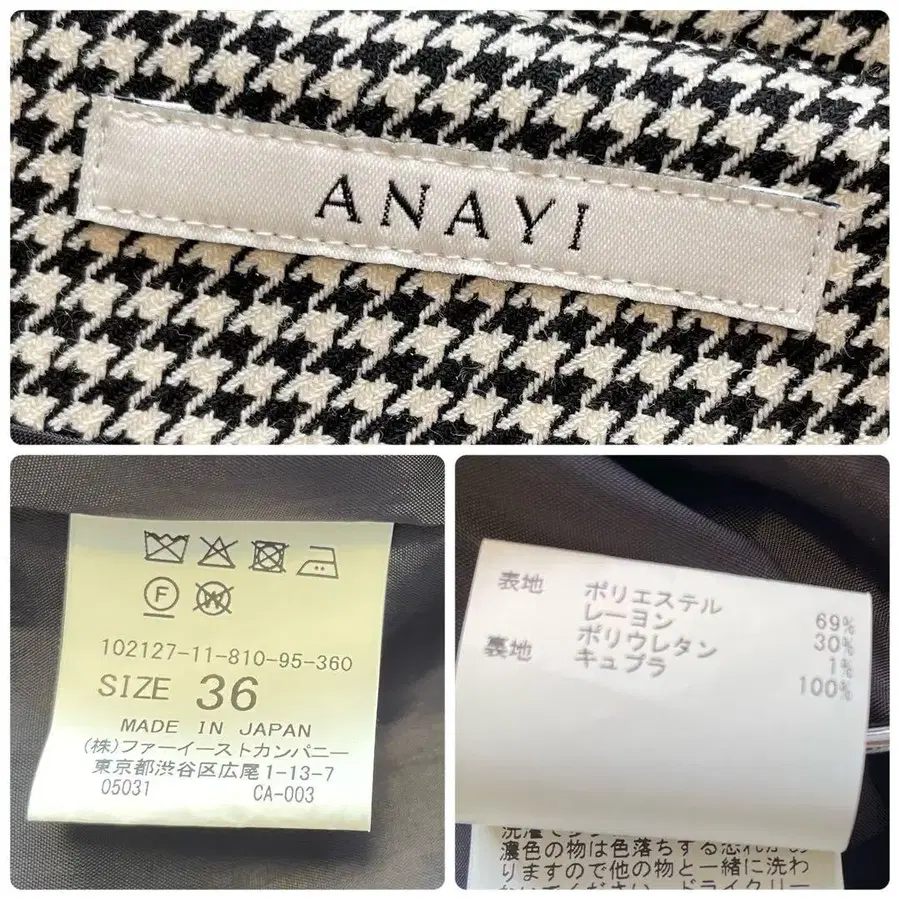 ANAYI
F
W
102127-11-810-95-360
SIZE 36
MADE IN JAPAN
(株)ファーイーストカンパニー
東京都渋谷区広尾1-13-7
05031 CA-003
表地 ポリエステル 69%
レーヨン 30%
ポリウレタン 1%
裏地 キュプラ 100%
濃色の物は色落ちする恐れがあ
りますので他の物と一緒に洗わ